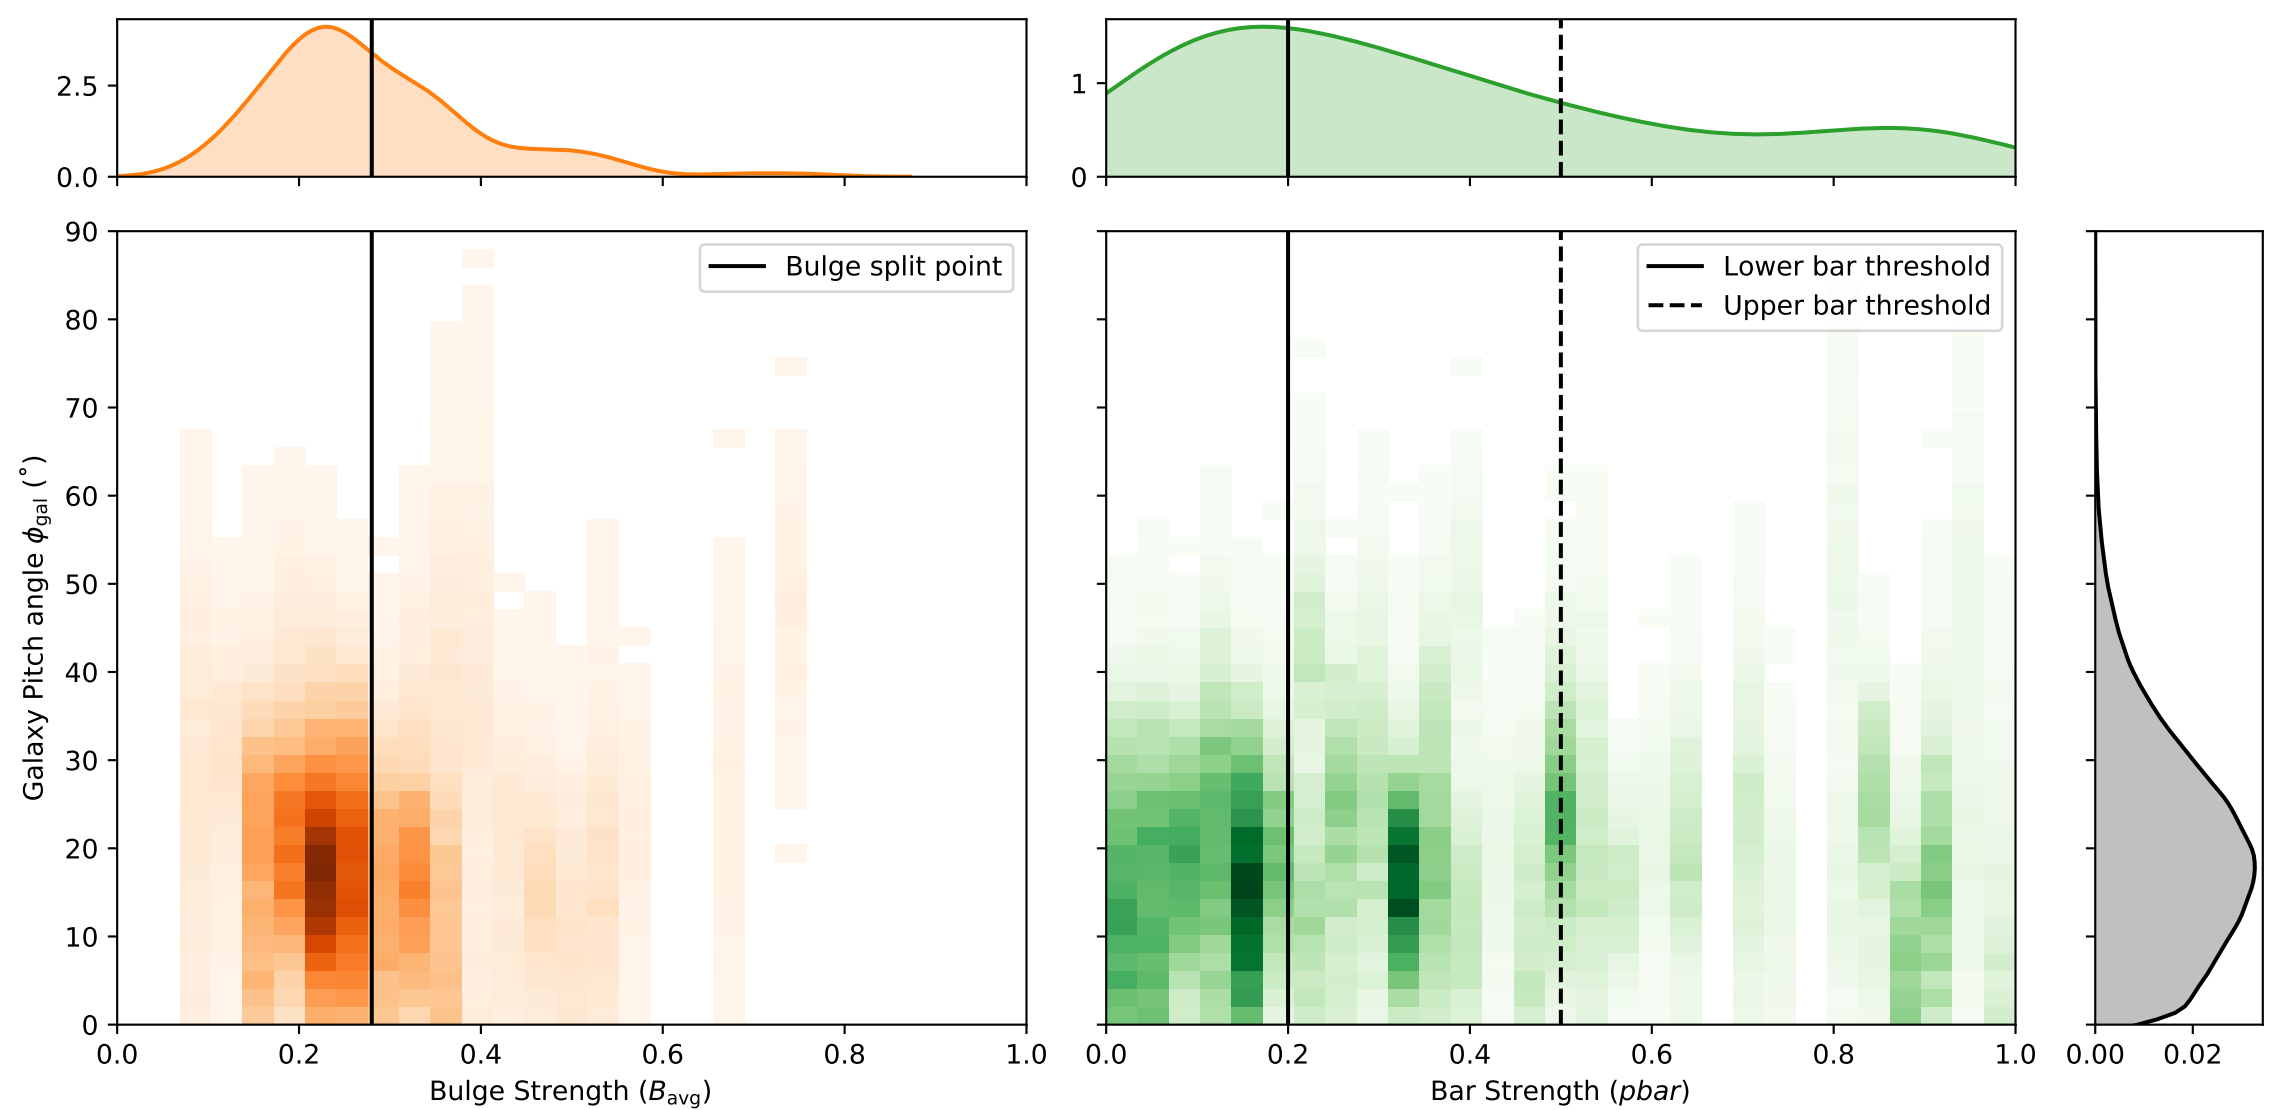 2.5
0.0
1
0
90
80
70
60
50
40
30
20
10
0
Galaxy Pitch angle ϕgal (°)
Bulge split point
Lower bar threshold
Upper bar threshold
0.0 0.2 0.4 0.6 0.8 1.0
Bulge Strength (Bavg)
0.0 0.2 0.4 0.6 0.8 1.0
Bar Strength (pbar)
0.00 0.02